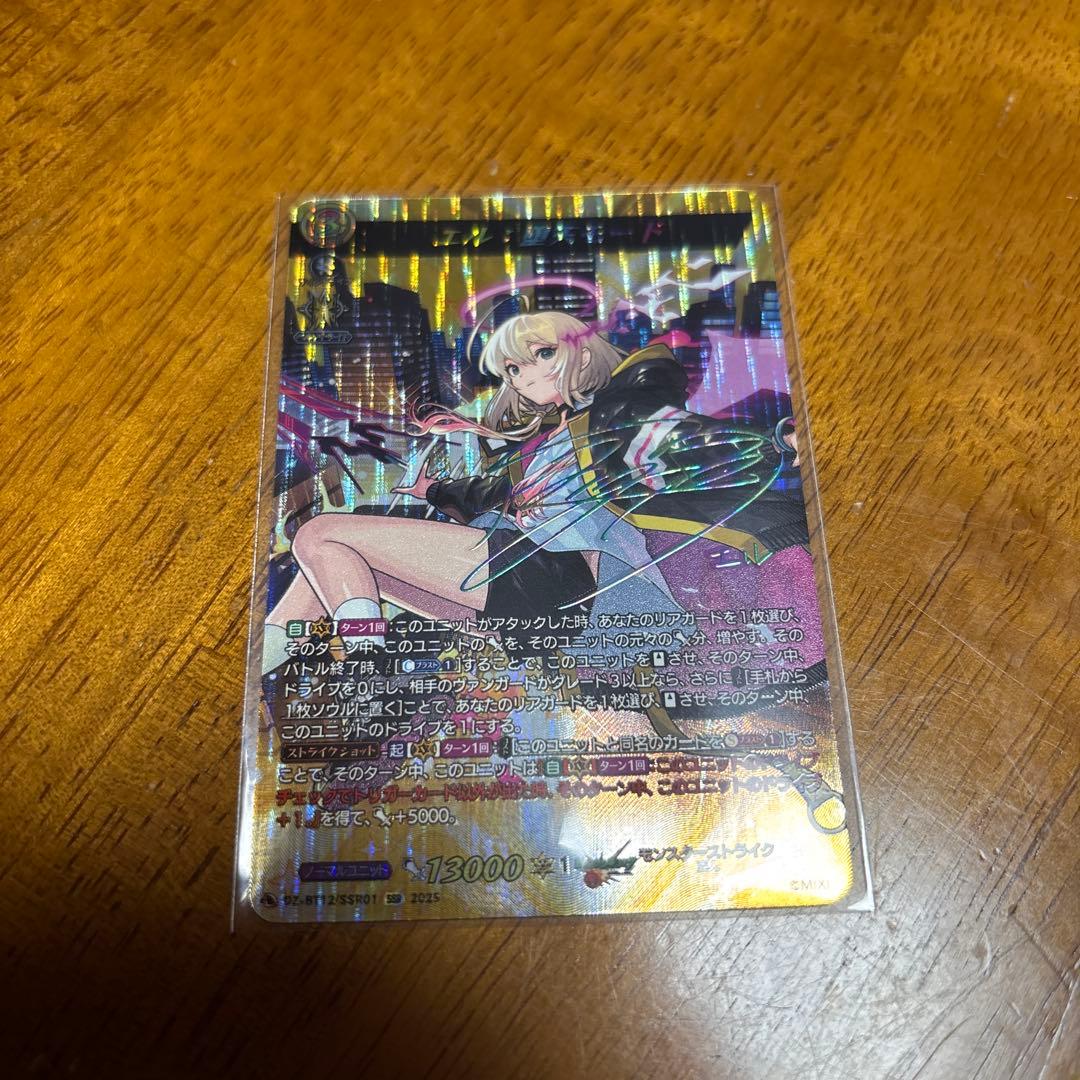 自【】ターン1回:このユニットがアタックした時、あなたのリアガードを1枚選び、
そのターン中、このユニットのを、そのユニットの元々の分、増やす。その
バトル終了時、[ブラスト1]することで、このユニットをさせ、そのターン中、
ドライブを0にし、相手のヴァンガードがグレード3以上なら、さらに[手札から
1枚ソウルに置く]ことで、あなたのリアガードを1枚選び、させ、そのターン中、
このユニットのドライブを1にする。
ストライクショット-起【】ターン1回:[このユニットと同名のカードを1]する
ことで、そのターン中、このユニットは自【】ターン1回
チェックでトリガーカード以外が出た時、そのターン中、このユニットの
+1を得て、+5000。
ノーマルユニット 13000 1 モンスターストライク
©MIXI
DZ-BT12/SSR01 SSR 2025